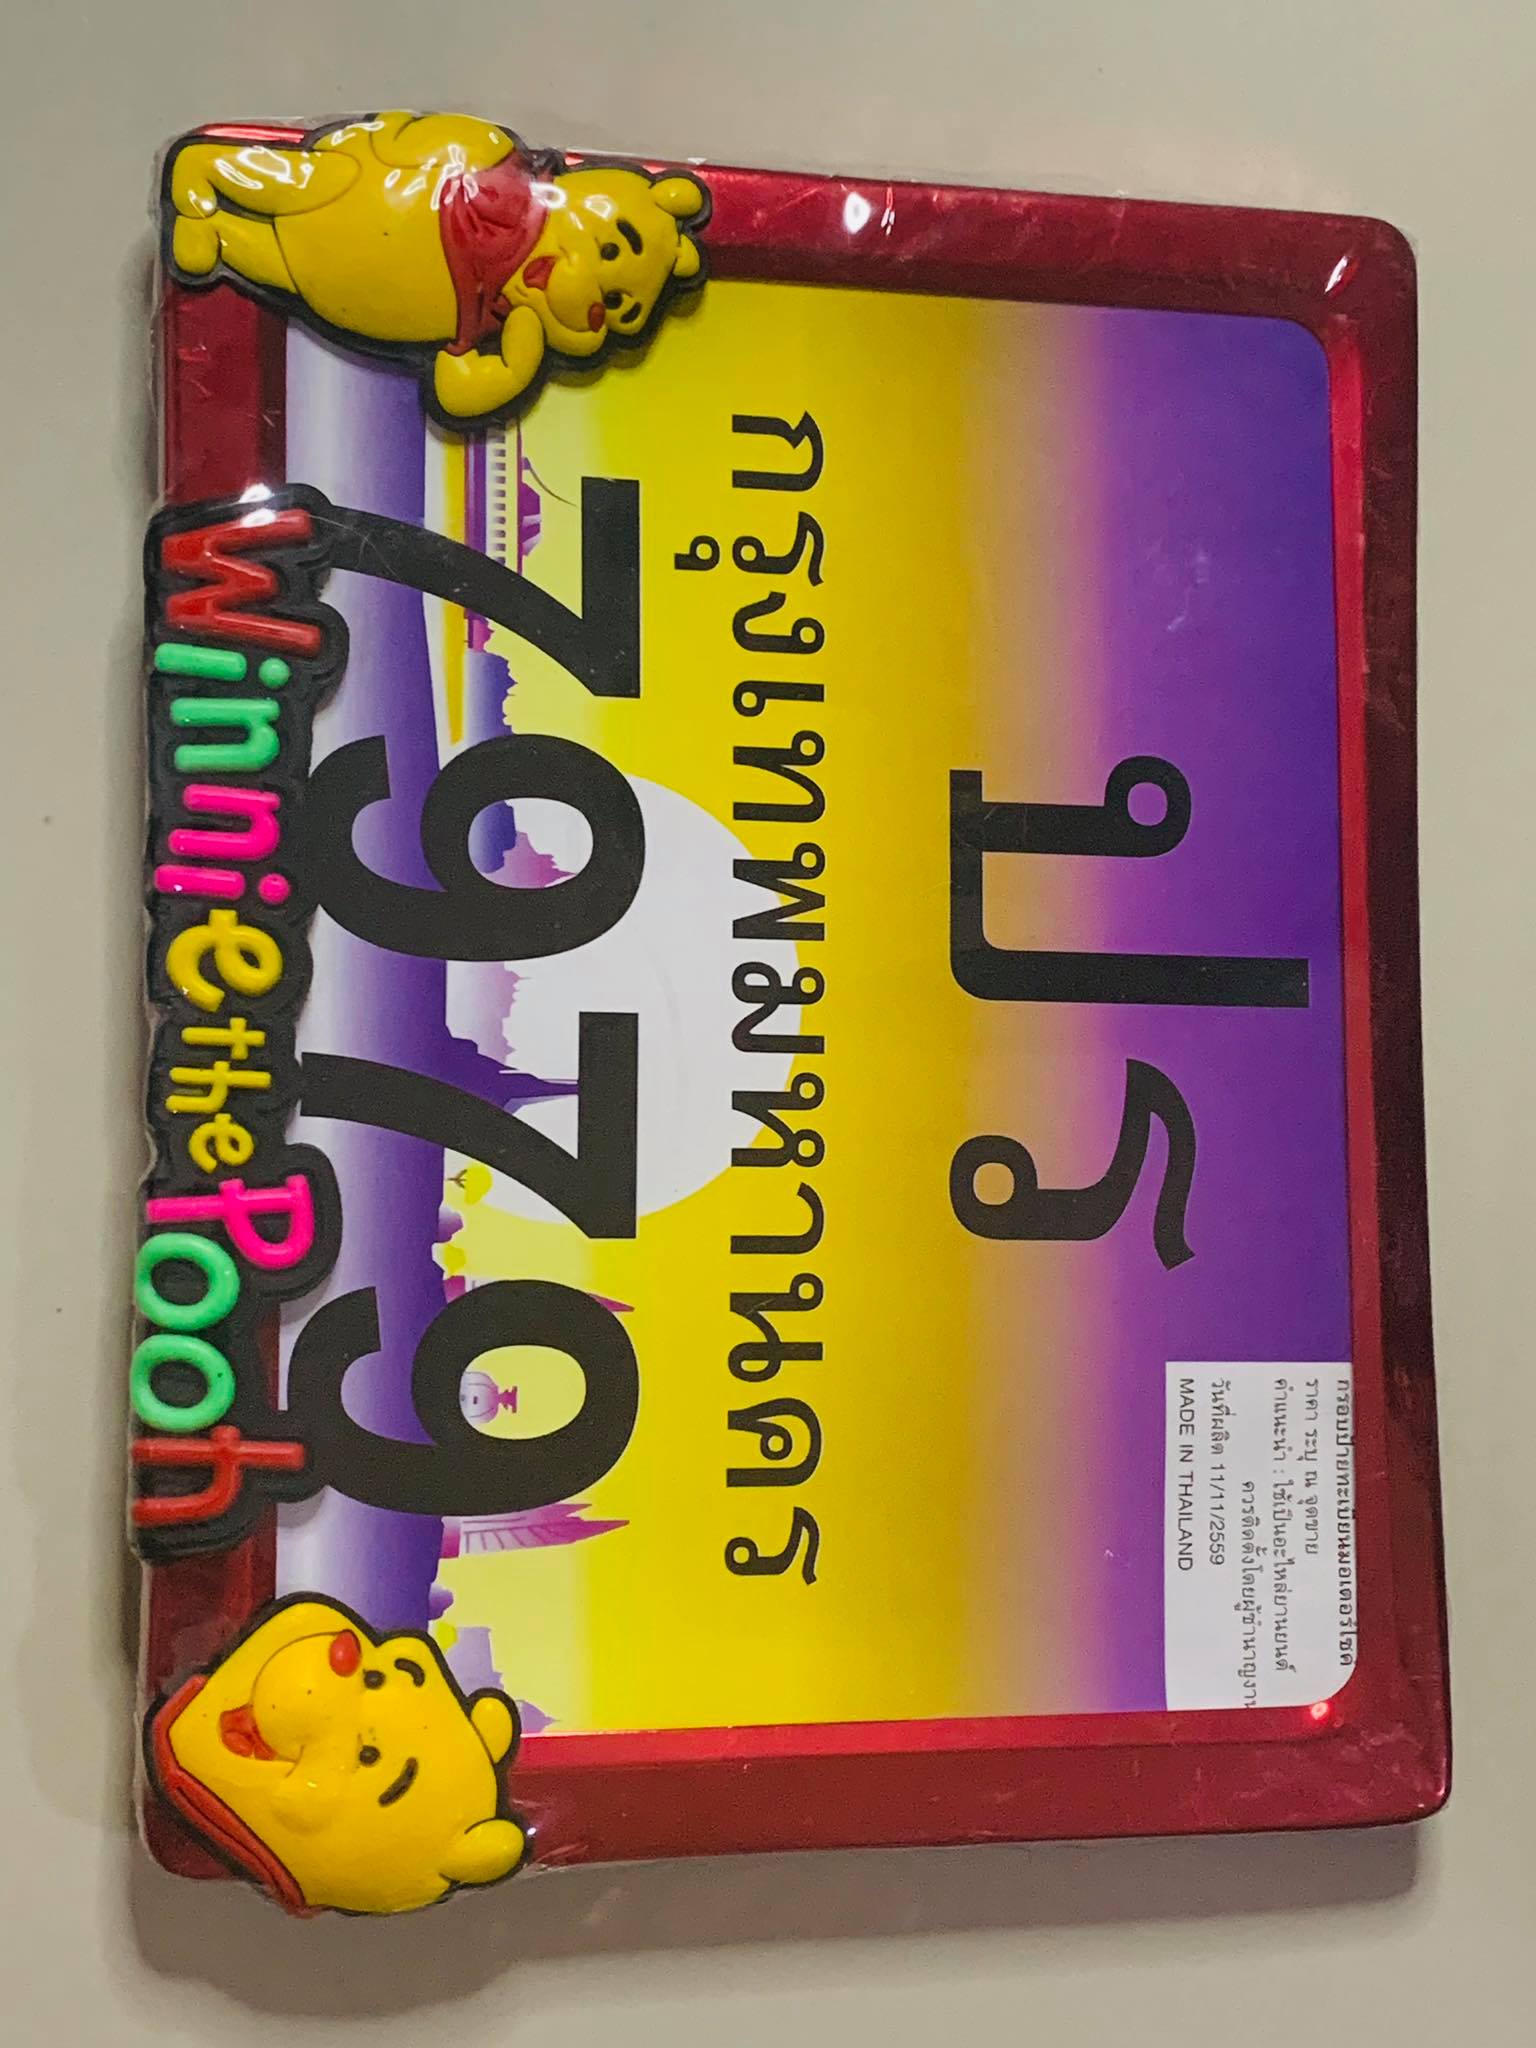 ปร
กรุงเทพมหานคร
7979
Winnie the Pooh
กรอบป้ายทะเบียนมอเตอร์ไซค์
ราคา ระบุ ณ จุดขาย
คำแนะนำ : ใช้เป็นอะไหล่ยานยนต์
ควรติดตั้งโดยผู้ชำนาญงาน
วันที่ผลิต 11/11/2559
MADE IN THAILAND